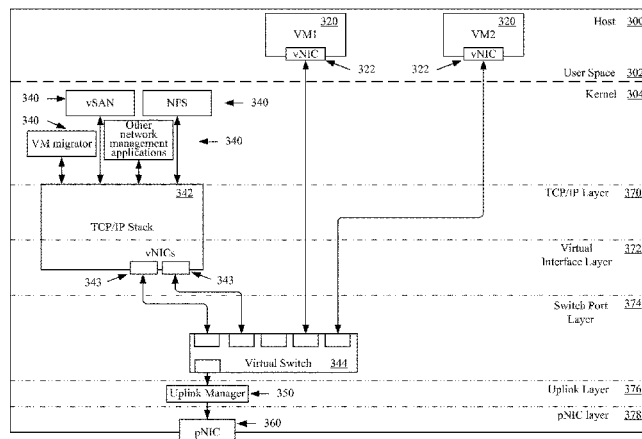 320
VM1
vNIC
322
320
VM2
vNIC
322
Host 300
User Space 302
Kernel 304
340
vSAN
NPS
340
340
VM migrator
Other
network
management
applications
340
342
TCP/IP Stack
vNICs
343
343
TCP/IP Layer 370
Virtual
Interface Layer 372
Switch Port
Layer 374
Virtual Switch 344
Uplink Manager
350
Uplink Layer 376
pNIC
360
pNIC layer 378